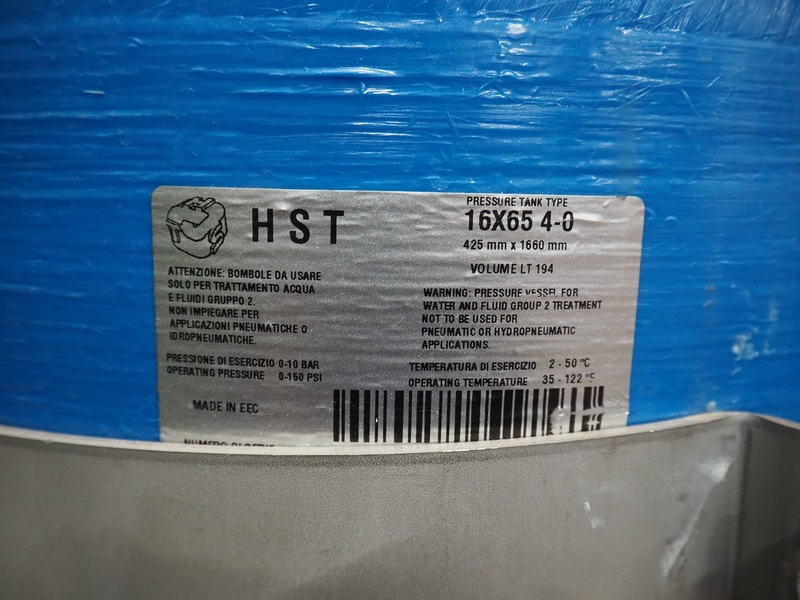 HST
PRESSURE TANK TYPE
16X65 4-0
425 mm x 1660 mm
VOLUME LT 194
ATTENZIONE: BOMBOLE DA USARE
SOLO PER TRATTAMENTO ACQUA
E FLUIDI GRUPPO 2.
NON IMPIEGARE PER
APPLICAZIONI PNEUMATICHE O
IDROPNEUMATICHE.
WARNING: PRESSURE VESSEL FOR
WATER AND FLUID GROUP 2 TREATMENT
NOT TO BE USED FOR
PNEUMATIC OR HYDROPNEUMATIC
APPLICATIONS.
PRESSIONE DI ESERCIZIO 0-10 BAR
OPERATING PRESSURE 0-150 PSI
TEMPERATURA DI ESERCIZIO 2 - 50 °C
OPERATING TEMPERATURE 35 - 122 °F
MADE IN EEC
NUMERO DI SERIE